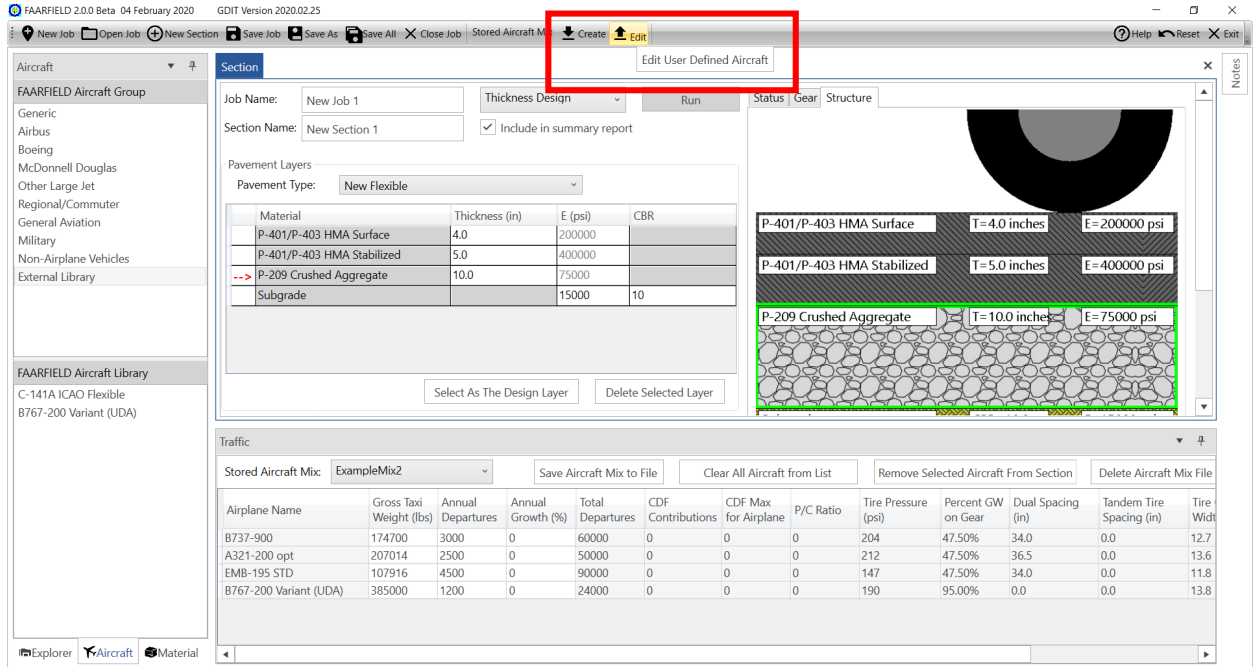 FAARFIELD 2.0.0 Beta 04 February 2020 GDIT Version 2020.02.25
New Job Open Job New Section Save Job Save As Save All Close Job Stored Aircraft Create Edit Help Reset Exit
Edit User Defined Aircraft
Notes
Aircraft
FAARFIELD Aircraft Group
Generic
Airbus
Boeing
McDonnell Douglas
Other Large Jet
Regional/Commuter
General Aviation
Military
Non-Airplane Vehicles
External Library
FAARFIELD Aircraft Library
C-141A ICAO Flexible
B767-200 Variant (UDA)
Explorer Aircraft Material
Section
Job Name: New Job 1 Thickness Design Run
Section Name: New Section 1 Include in summary report
Pavement Layers
Pavement Type: New Flexible
Material Thickness (in) E (psi) CBR
P-401/P-403 HMA Surface 4.0 200000
P-401/P-403 HMA Stabilized 5.0 400000
--> P-209 Crushed Aggregate 10.0 75000
Subgrade 15000 10
Select As The Design Layer Delete Selected Layer
Status Gear Structure
P-401/P-403 HMA Surface T=4.0 inches E=200000 psi
P-401/P-403 HMA Stabilized T=5.0 inches E=400000 psi
P-209 Crushed Aggregate T=10.0 inches E=75000 psi
Traffic
Stored Aircraft Mix: ExampleMix2 Save Aircraft Mix to File Clear All Aircraft from List Remove Selected Aircraft From Section Delete Aircraft Mix File
Airplane Name Gross Taxi Weight (lbs) Annual Departures Annual Growth (%) Total Departures CDF Contributions CDF Max for Airplane P/C Ratio Tire Pressure (psi) Percent GW on Gear Dual Spacing (in) Tandem Tire Spacing (in) Tire
B737-900 174700 3000 0 60000 0 0 0 204 47.50% 34.0 0.0 12.7
A321-200 opt 207014 2500 0 50000 0 0 0 212 47.50% 36.5 0.0 13.6
EMB-195 STD 107916 4500 0 90000 0 0 0 147 47.50% 34.0 0.0 11.8
B767-200 Variant (UDA) 385000 1200 0 24000 0 0 0 190 95.00% 0.0 0.0 13.8